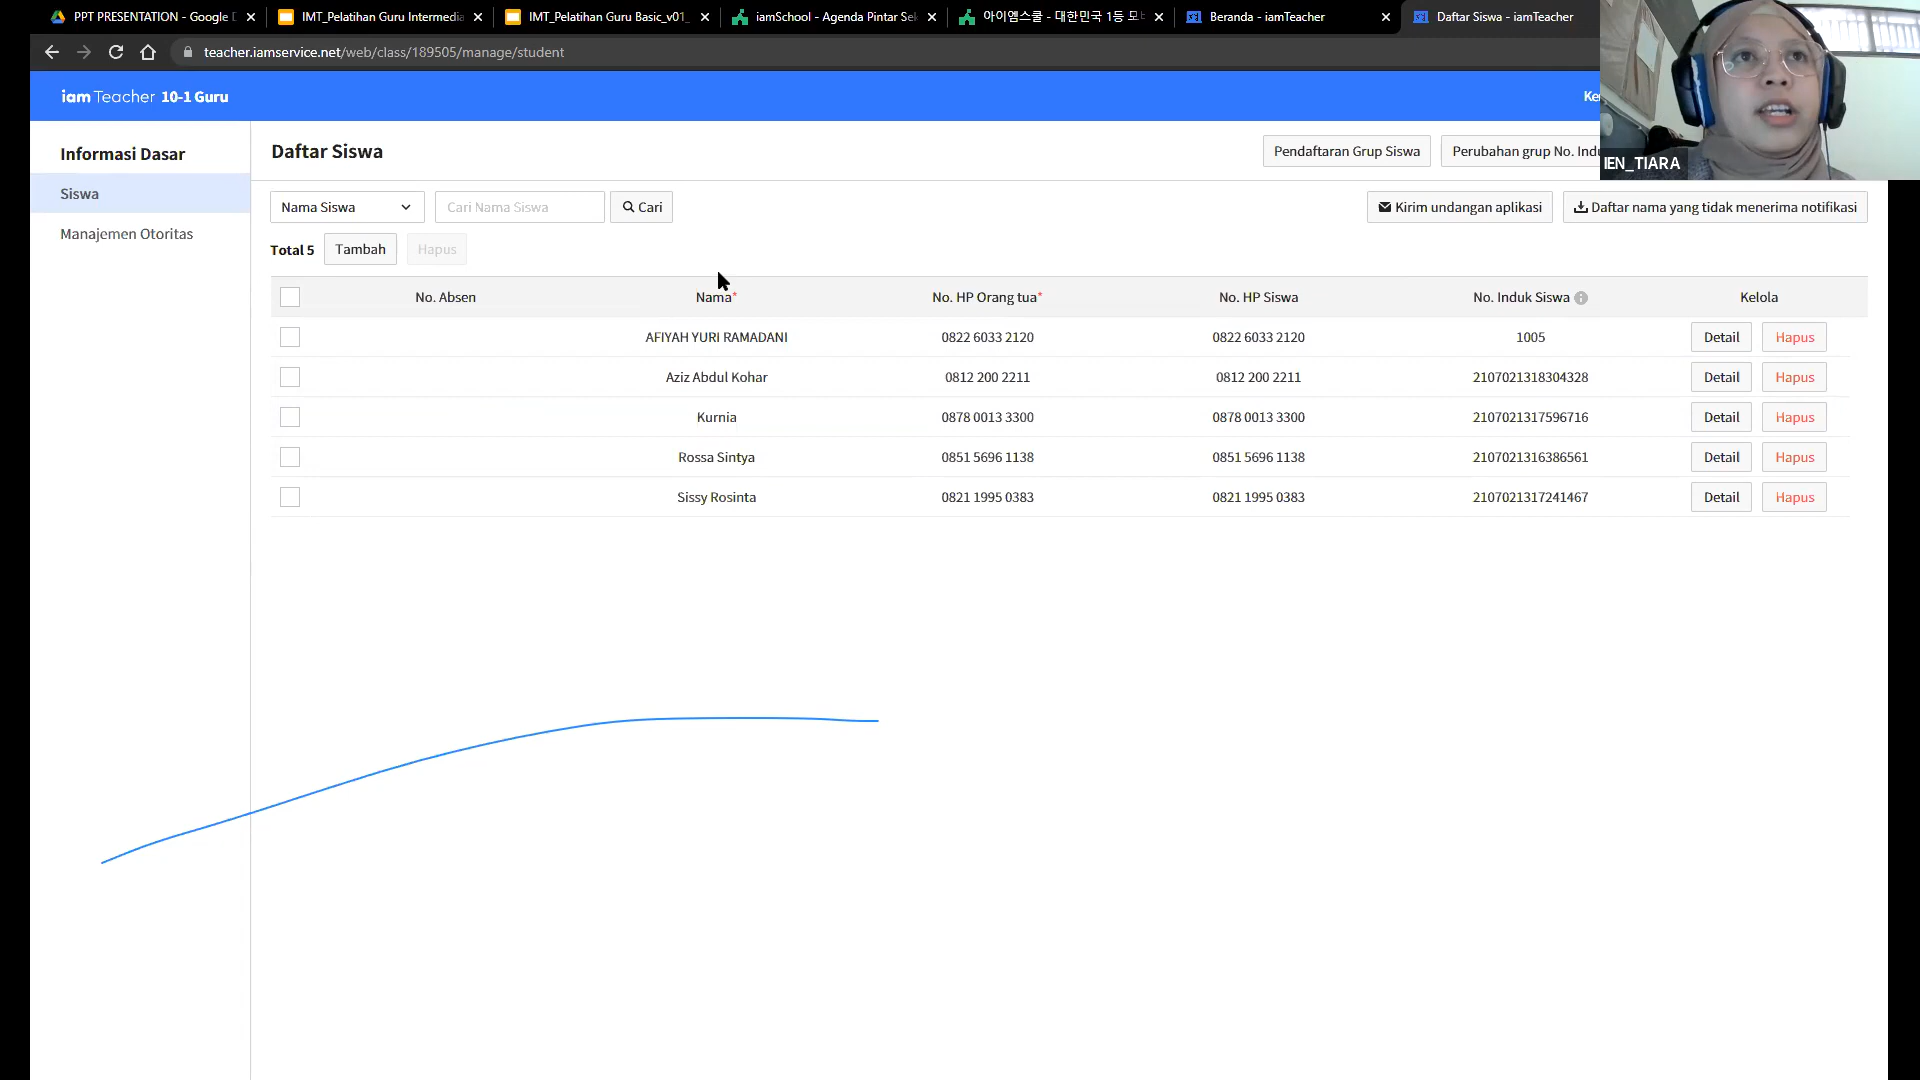 PPT PRESENTATION - Google
IMT_Pelatihan Guru Intermedia
IMT_Pelatihan Guru Basic_v01_
iamSchool - Agenda Pintar Sek
아이엠스쿨 - 대한민국 1등 모바
Beranda - iamTeacher
Daftar Siswa - iamTeacher
teacher.iamservice.net/web/class/189505/manage/student
iam Teacher 10-1 Guru
Ke
IEN_TIARA
Informasi Dasar
Siswa
Manajemen Otoritas
Daftar Siswa
Pendaftaran Grup Siswa
Perubahan grup No. Indu
Nama Siswa
Cari Nama Siswa
Cari
Kirim undangan aplikasi
Daftar nama yang tidak menerima notifikasi
Total 5 Tambah Hapus
No. Absen Nama* No. HP Orang tua* No. HP Siswa No. Induk Siswa Kelola
AFIYAH YURI RAMADANI 0822 6033 2120 0822 6033 2120 1005 Detail Hapus
Aziz Abdul Kohar 0812 200 2211 0812 200 2211 2107021318304328 Detail Hapus
Kurnia 0878 0013 3300 0878 0013 3300 2107021317596716 Detail Hapus
Rossa Sintya 0851 5696 1138 0851 5696 1138 2107021316386561 Detail Hapus
Sissy Rosinta 0821 1995 0383 0821 1995 0383 2107021317241467 Detail Hapus